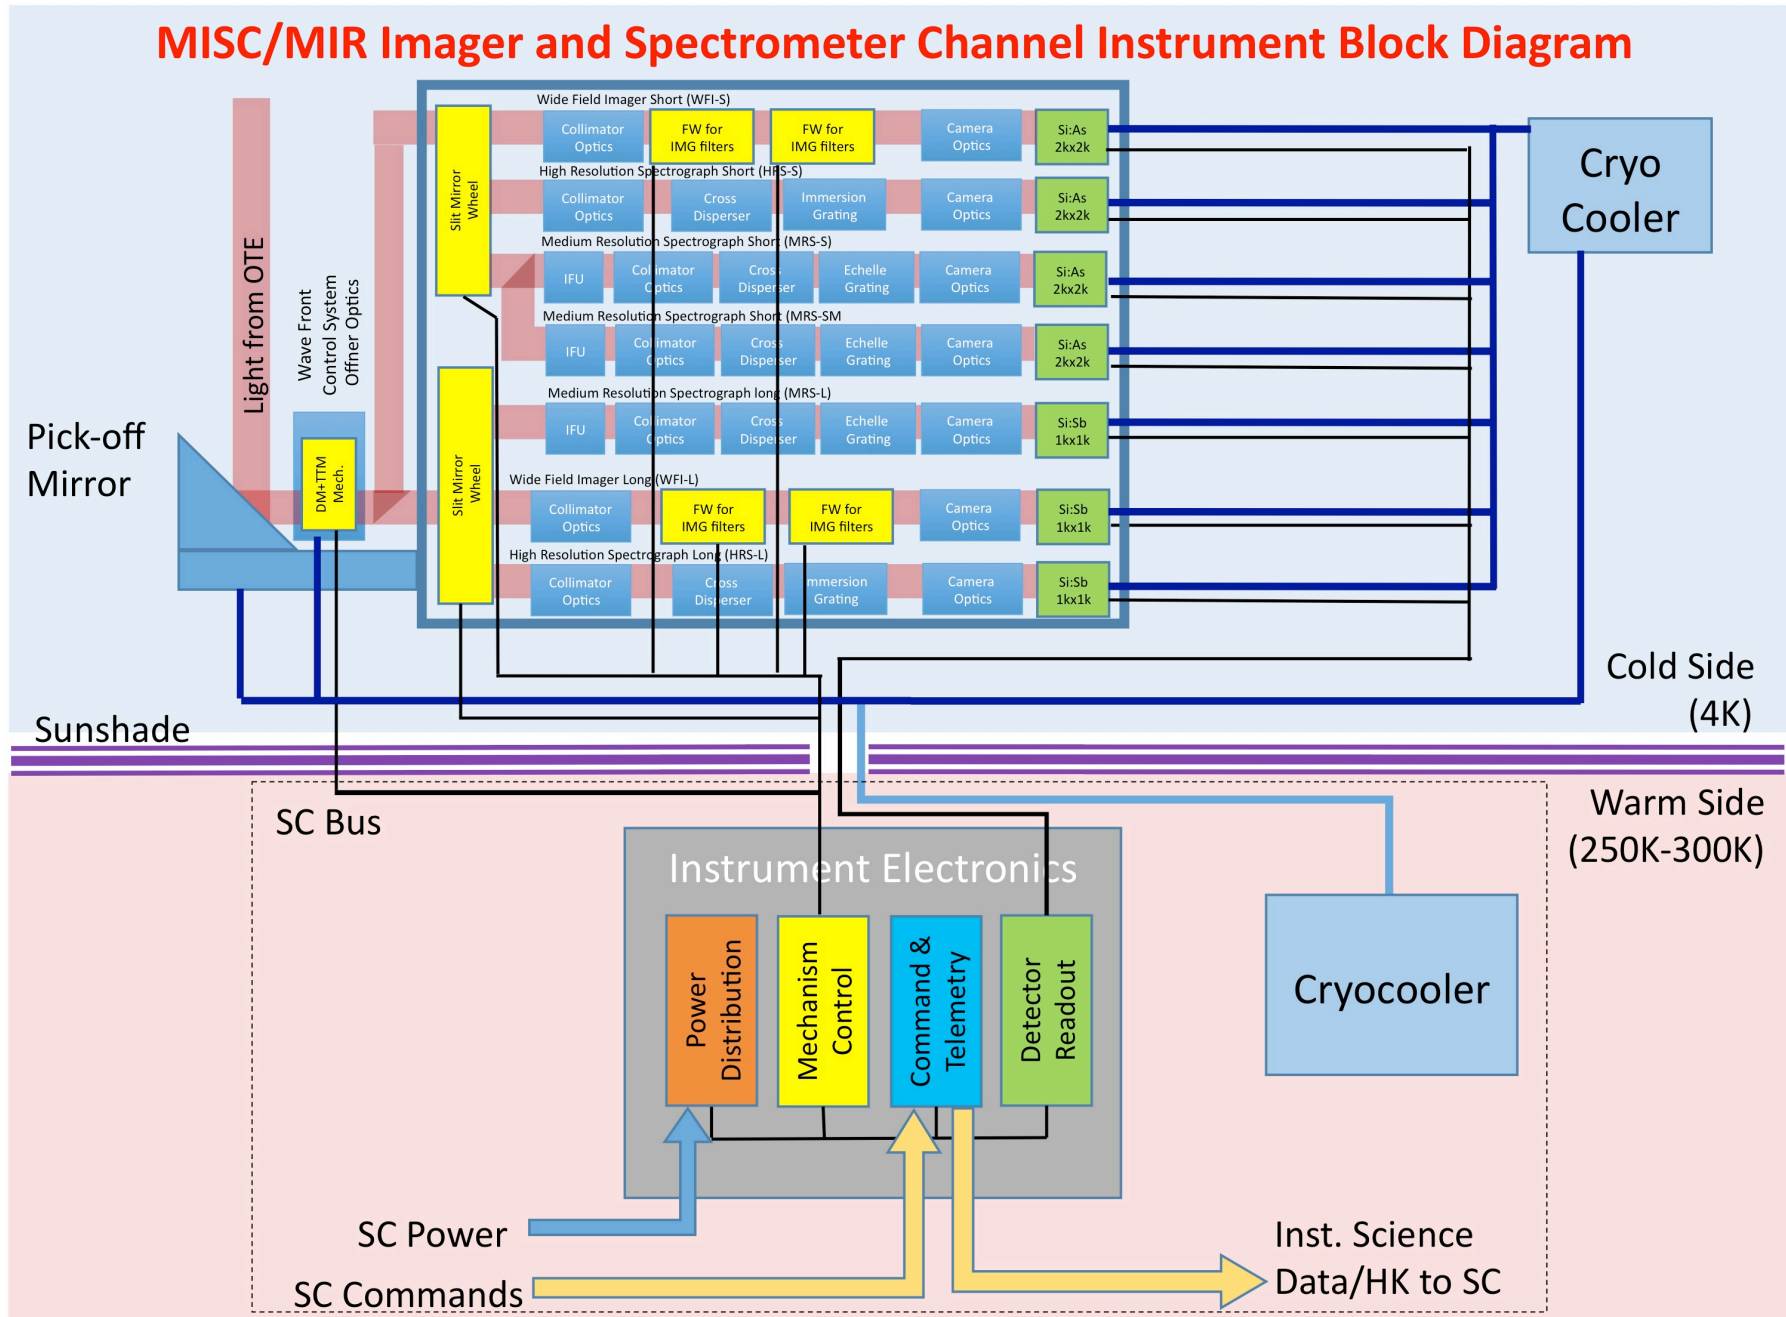 MISC/MIR Imager and Spectrometer Channel Instrument Block Diagram
Light from OTE
Wave Front
Control System
Offner Optics
Pick-off
Mirror
DM+TTM
Mech.
Slit Mirror
Wheel
Slit Mirror
Wheel
Wide Field Imager Short (WFI-S)
Collimator
Optics
FW for
IMG filters
FW for
IMG filters
Camera
Optics
Si:As
2kx2k
High Resolution Spectrograph Short (HRS-S)
Collimator
Optics
Cross
Disperser
Immersion
Grating
Camera
Optics
Si:As
2kx2k
Medium Resolution Spectrograph Short (MRS-S)
IFU
Collimator
Optics
Cross
Disperser
Echelle
Grating
Camera
Optics
Si:As
2kx2k
Medium Resolution Spectrograph Short (MRS-SM
IFU
Collimator
Optics
Cross
Disperser
Echelle
Grating
Camera
Optics
Si:As
2kx2k
Medium Resolution Spectrograph long (MRS-L)
IFU
Collimator
Optics
Cross
Disperser
Echelle
Grating
Camera
Optics
Si:Sb
1kx1k
Wide Field Imager Long (WFI-L)
Collimator
Optics
FW for
IMG filters
FW for
IMG filters
Camera
Optics
Si:Sb
1kx1k
High Resolution Spectrograph Long (HRS-L)
Collimator
Optics
Cross
Disperser
Immersion
Grating
Camera
Optics
Si:Sb
1kx1k
Cryo
Cooler
Cold Side
(4K)
Sunshade
Warm Side
(250K-300K)
SC Bus
Instrument Electronics
Power
Distribution
Mechanism
Control
Command &
Telemetry
Detector
Readout
Cryocooler
SC Power
SC Commands
Inst. Science
Data/HK to SC